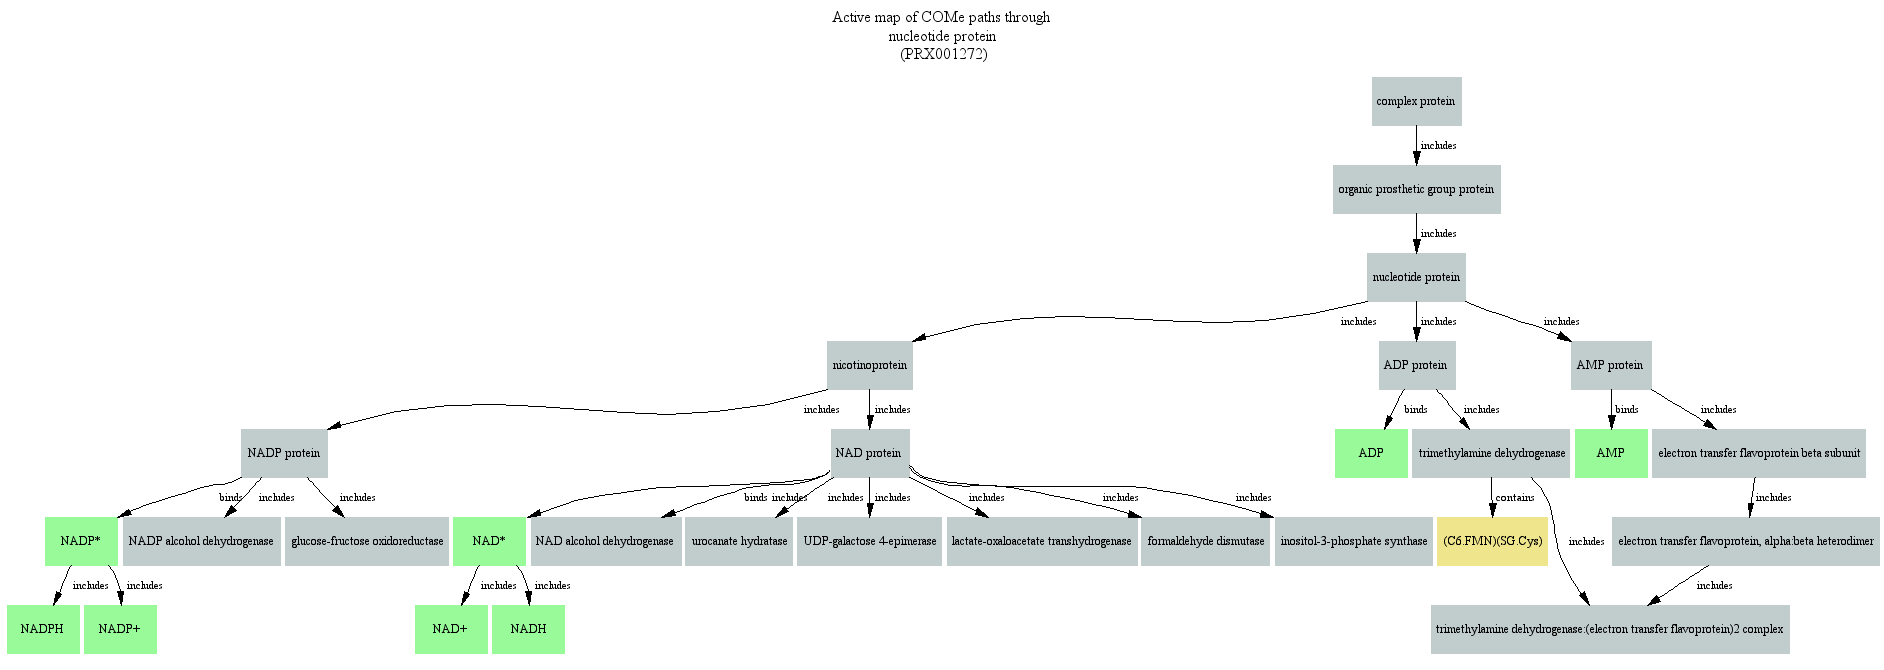 Active map of COMe paths through
nucleotide protein
(PRX001272)
complex protein
includes
organic prosthetic group protein
includes
nucleotide protein
includes
includes
includes
nicotinoprotein
ADP protein
AMP protein
includes
includes
binds
includes
binds
includes
NADP protein
NAD protein
ADP
trimethylamine dehydrogenase
AMP
electron transfer flavoprotein beta subunit
binds
includes
includes
binds
includes
includes
includes
includes
includes
includes
contains
includes
NADP*
NADP alcohol dehydrogenase
glucose-fructose oxidoreductase
NAD*
NAD alcohol dehydrogenase
urocanate hydratase
UDP-galactose 4-epimerase
lactate-oxaloacetate transhydrogenase
formaldehyde dismutase
inositol-3-phosphate synthase
(C6.FMN)(SG.Cys)
includes
electron transfer flavoprotein, alpha:beta heterodimer
includes
includes
includes
includes
includes
NADPH
NADP+
NAD+
NADH
trimethylamine dehydrogenase:(electron transfer flavoprotein)2 complex